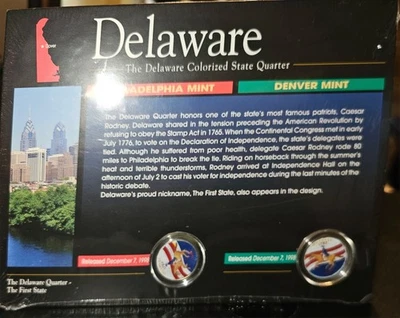 Dover
Delaware
The Delaware Colorized State Quarter
ADELPHIA MINT
DENVER MINT
The Delaware Quarter honors one of the state's most famous patriots, Caesar
Rodney. Delaware shared in the tension preceding the American Revolution by
refusing to obey the Stamp Act in 1765. When the Continental Congress met in early
July 1776, to vote on the Declaration of Independence, the state's delegates were
tied. Although he suffered from poor health, delegate Caesar Rodney rode 80
miles to Philadelphia to break the tie. Riding on horseback through the summer's
heat and terrible thunderstorms, Rodney arrived at Independence Hall on the
afternoon of July 2 to cast his vote for independence during the last minutes of the
historic debate.
Delaware's proud nickname, The First State, also appears in the design.
Released December 7, 1998
Released December 7, 1998
The Delaware Quarter -
The First State